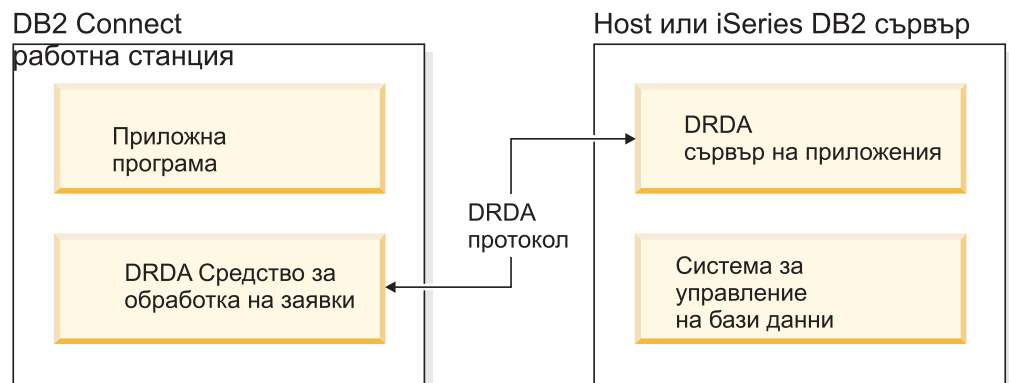 DB2 Connect
работна станция
Приложна
програма
DRDA Средство за
обработка на заявки
DRDA
протокол
Host или iSeries DB2 сървър
DRDA
сървър на приложения
Система за
управление
на бази данни